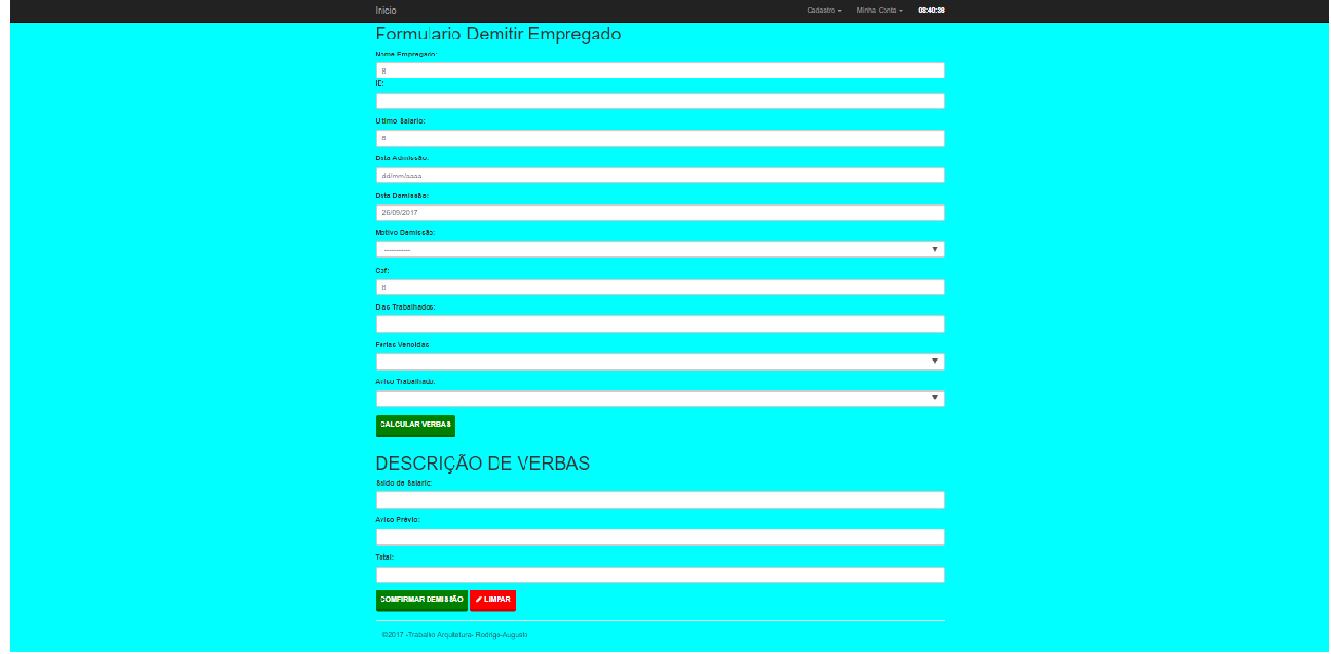 Inicio
Cadastro Minha Conta 08:40:38
Formulario Demitir Empregado
Nome Empregado:
ID:
Ultimo Salario:
Data Admissão:
dd/mm/aaaa
Data Demissão:
26/09/2017
Motivo Demissão:
------------
Dias Trabalhados:
Ferias Vencidas:
Aviso Trabalhado:
CALCULAR VERBAS
DESCRIÇÃO DE VERBAS
Saldo de Salario:
Aviso Prévio:
Total:
COMFIRMAR DEMISSÃO LIMPAR
©2017 -Trabalho Arquitetura- Rodrigo-Augusto